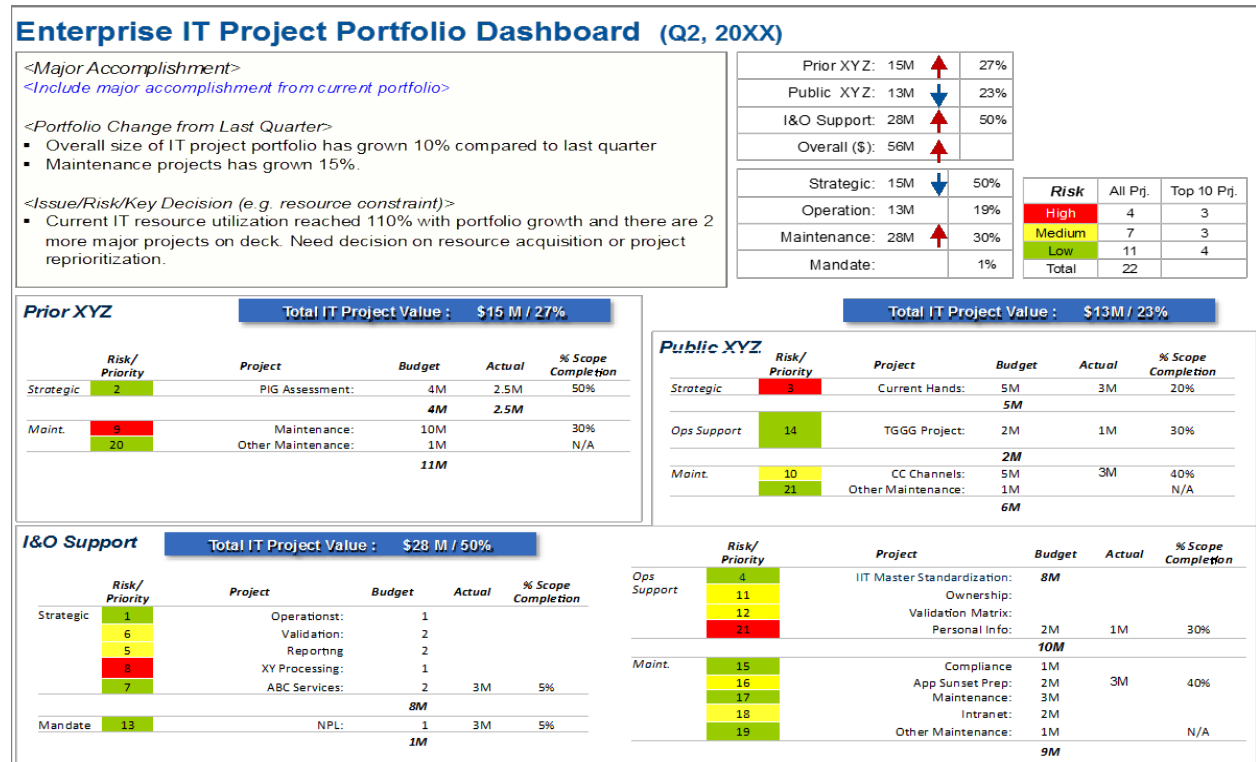 Enterprise IT Project Portfolio Dashboard (Q2, 20XX)
<Major Accomplishment>
<Include major accomplishment from current portfolio>
<Portfolio Change from Last Quarter>
▪ Overall size of IT project portfolio has grown 10% compared to last quarter
▪ Maintenance projects has grown 15%.
<Issue/Risk/Key Decision (e.g. resource constraint)>
▪ Current IT resource utilization reached 110% with portfolio growth and there are 2
more major projects on deck. Need decision on resource acquisition or project
reprioritization.
Prior XYZ: 15M 27%
Public XYZ: 13M 23%
I&O Support: 28M 50%
Overall ($): 56M
Strategic: 15M 50%
Operation: 13M 19%
Maintenance: 28M 30%
Mandate: 1%
Risk All Prj. Top 10 Prj.
High 4 3
Medium 7 3
Low 11 4
Total 22
Prior XYZ
Total IT Project Value : $15 M / 27%
Risk/ Priority Project Budget Actual % Scope Completion
Strategic 2 PIG Assessment: 4M 2.5M 50%
4M 2.5M
Maint. 9 Maintenance: 10M 30%
20 Other Maintenance: 1M N/A
11M
Total IT Project Value : $13M / 23%
Public XYZ
Risk/ Priority Project Budget Actual % Scope Completion
Strategic 3 Current Hands: 5M 3M 20%
5M
Ops Support 14 TGGG Project: 2M 1M 30%
2M
Maint. 10 CC Channels: 5M 3M 40%
21 Other Maintenance: 1M N/A
6M
I&O Support
Total IT Project Value : $28 M / 50%
Risk/ Priority Project Budget Actual % Scope Completion
Strategic 1 Operationst: 1
6 Validation: 2
5 Reporting 2
8 XY Processing: 1
7 ABC Services: 2 3M 5%
8M
Mandate 13 NPL: 1 3M 5%
1M
Risk/ Priority Project Budget Actual % Scope Completion
Ops Support 4 IIT Master Standardization: 8M
11 Ownership:
12 Validation Matrix:
21 Personal Info: 2M 1M 30%
10M
Maint. 15 Compliance 1M
16 App Sunset Prep: 2M 3M 40%
17 Maintenance: 3M
18 Intranet: 2M
19 Other Maintenance: 1M N/A
9M